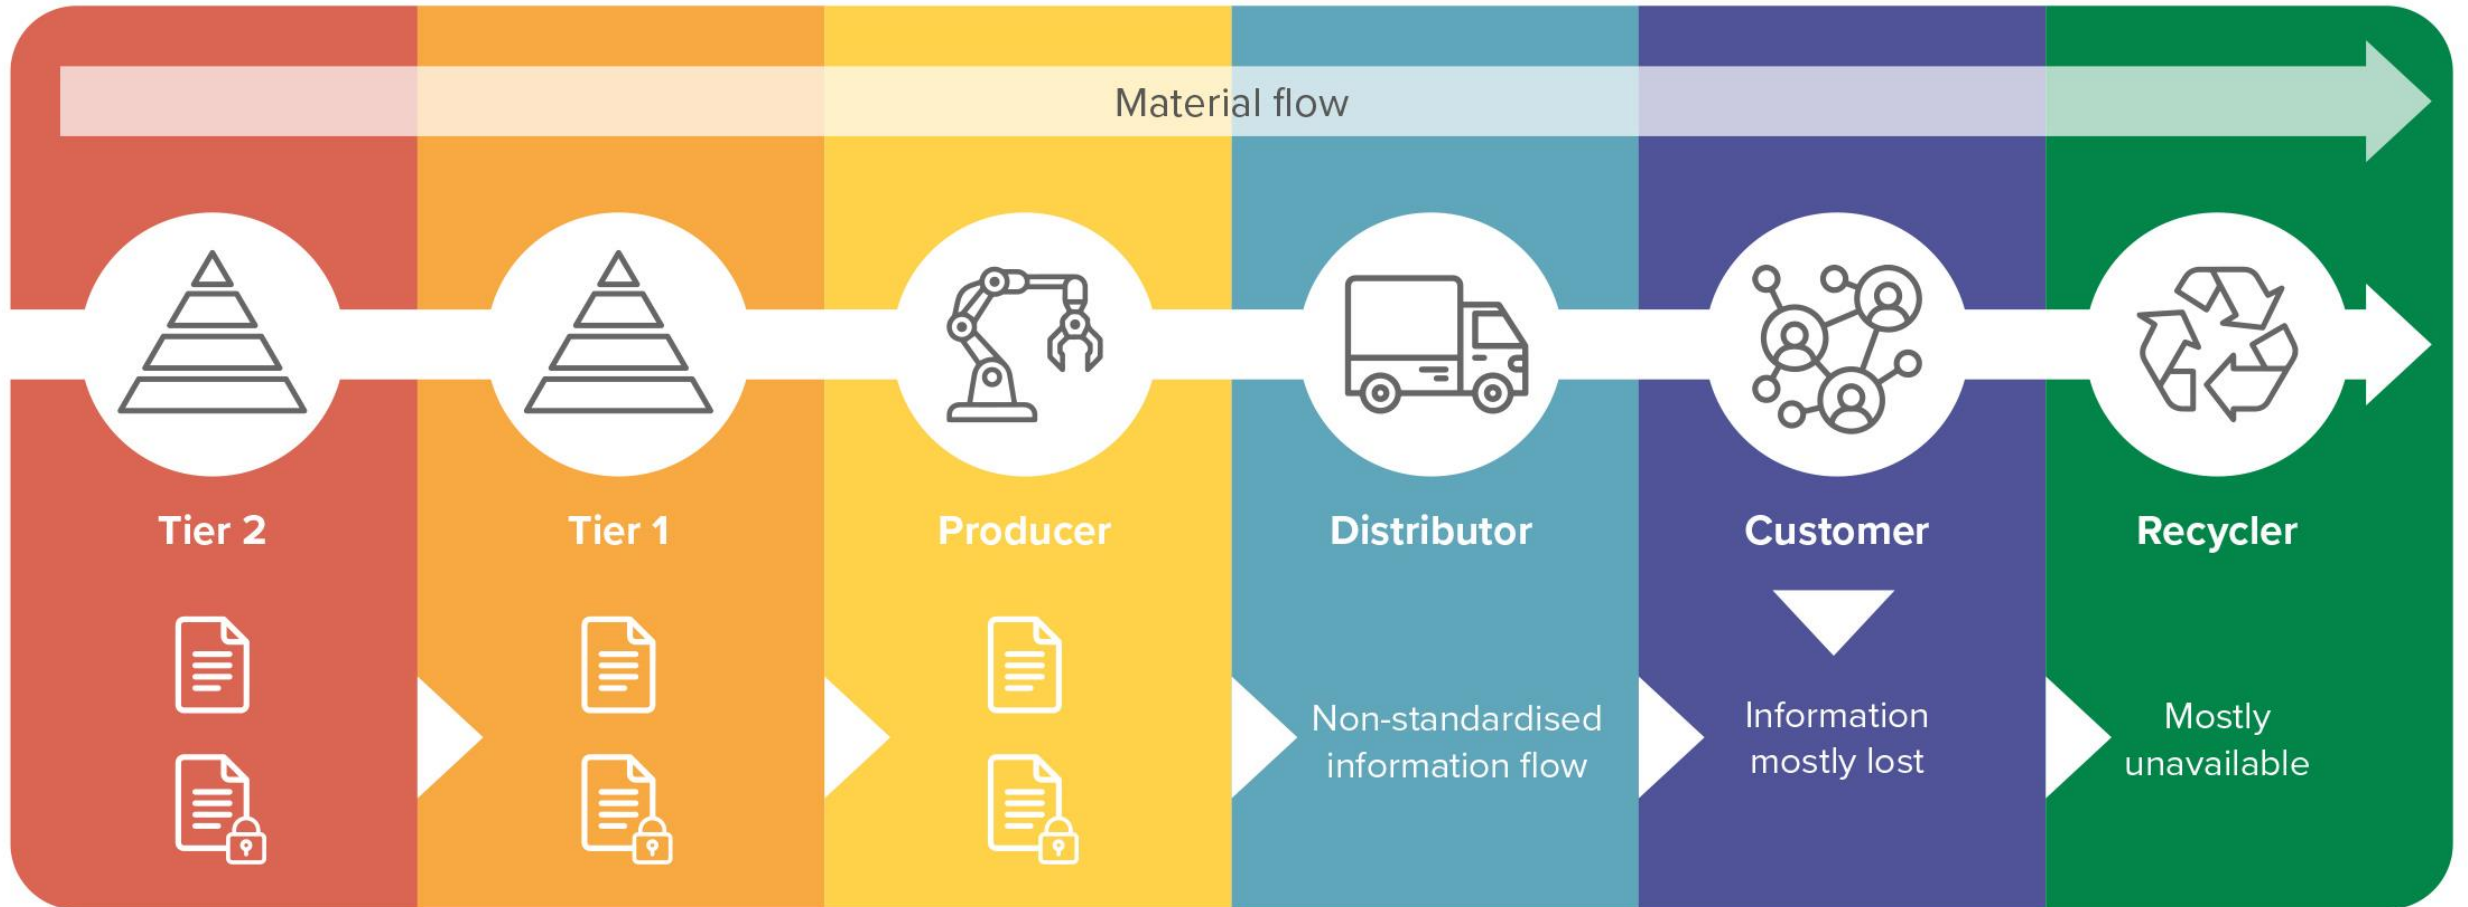 Material flow
Tier 2
Tier 1
Producer
Distributor
Customer
Recycler
Non-standardised
information flow
Information
mostly lost
Mostly
unavailable